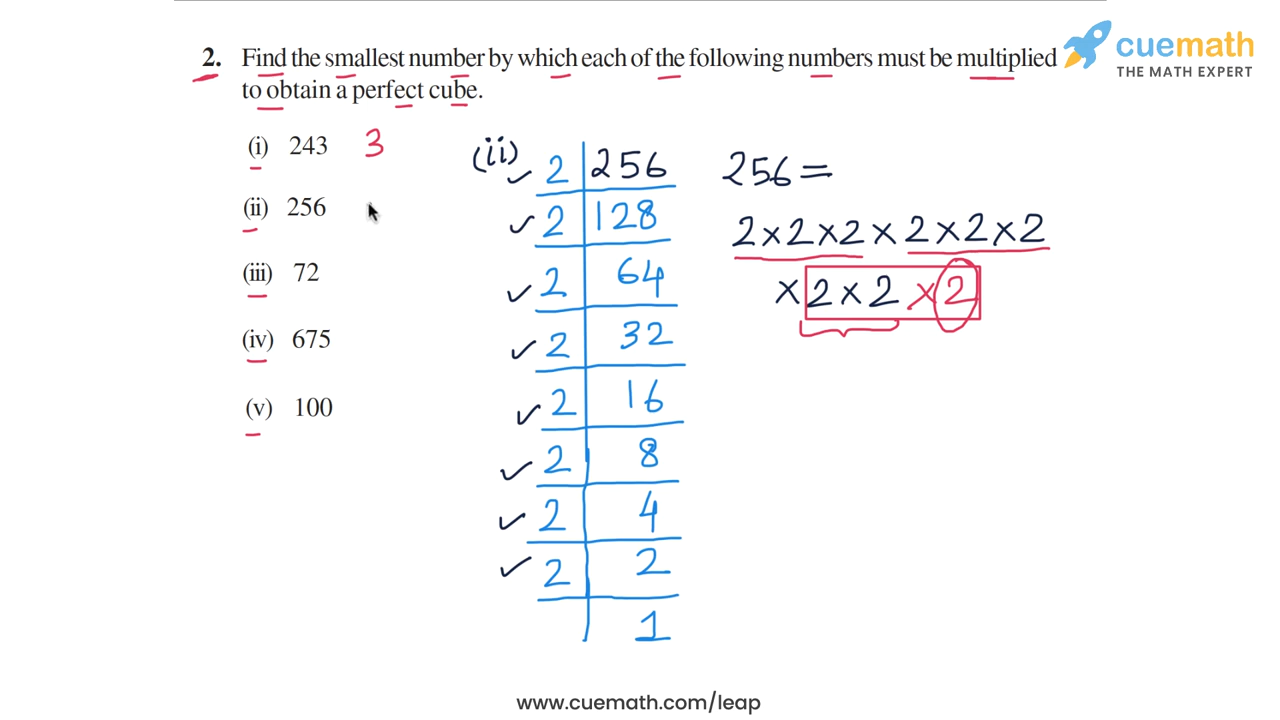 cuemath
THE MATH EXPERT
2. Find the smallest number by which each of the following numbers must be multiplied
to obtain a perfect cube.
(i) 243 3
(ii) 256
(iii) 72
(iv) 675
(v) 100
(ii) 2 256
2 128
2 64
2 32
2 16
2 8
2 4
2 2
1
256 =
2 × 2 × 2 × 2 × 2 × 2
× 2 × 2 × 2
www.cuemath.com/leap